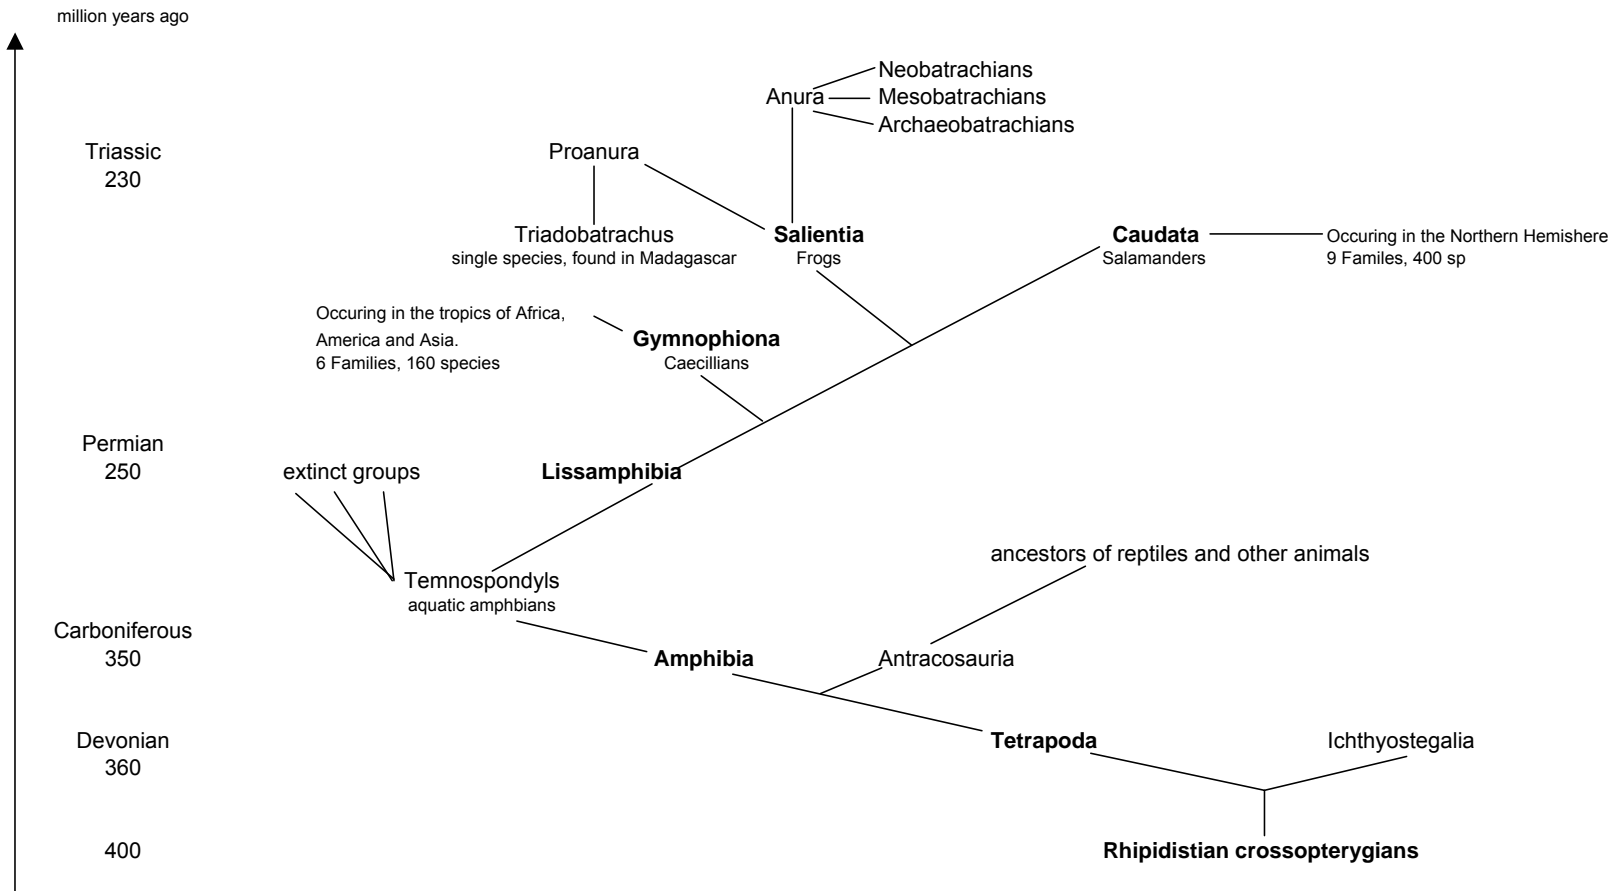 million years ago
Neobatrachians
Anura
Mesobatrachians
Archaeobatrachians
Triassic
230
Proanura
Triadobatrachus
single species, found in Madagascar
Salientia
Frogs
Caudata
Salamanders
Occuring in the Northern Hemishere
9 Familes, 400 sp
Occuring in the tropics of Africa,
America and Asia.
6 Families, 160 species
Gymnophiona
Caecillians
Permian
250
extinct groups
Lissamphibia
ancestors of reptiles and other animals
Temnospondyls
aquatic amphbians
Carboniferous
350
Amphibia
Antracosauria
Devonian
360
Tetrapoda
Ichthyostegalia
400
Rhipidistian crossopterygians